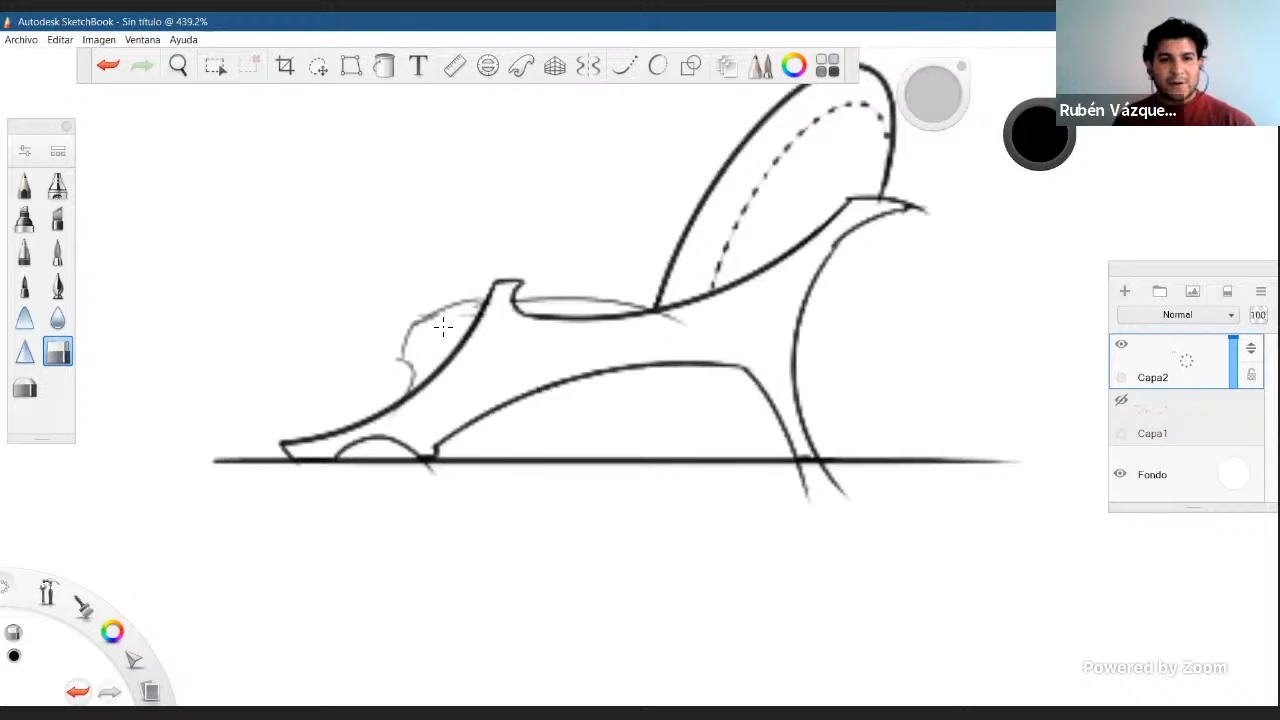 Autodesk SketchBook - Sin título @ 439.2%
Archivo Editar Imagen Ventana Ayuda
T
Rubén Vázque...
Normal
100
Capa2
Capa1
Fondo
Powered by Zoom